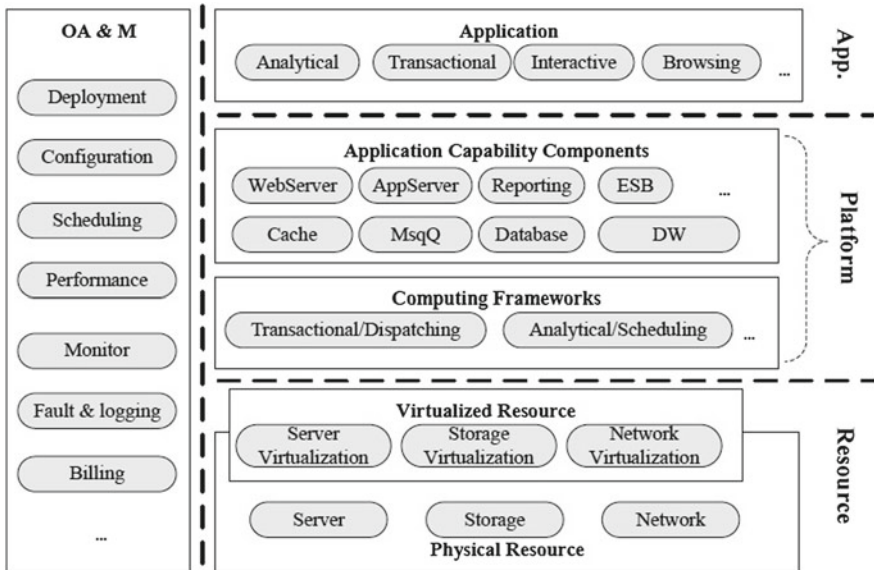 OA & M
Deployment
Configuration
Scheduling
Performance
Monitor
Fault & logging
Billing
...
Application
Analytical Transactional Interactive Browsing ...
App.
Application Capability Components
WebServer AppServer Reporting ESB ...
Cache MsqQ Database DW
Computing Frameworks
Transactional/Dispatching Analytical/Scheduling ...
Platform
Virtualized Resource
Server Virtualization
Storage Virtualization
Network Virtualization
Server Storage Network
Physical Resource
Resource